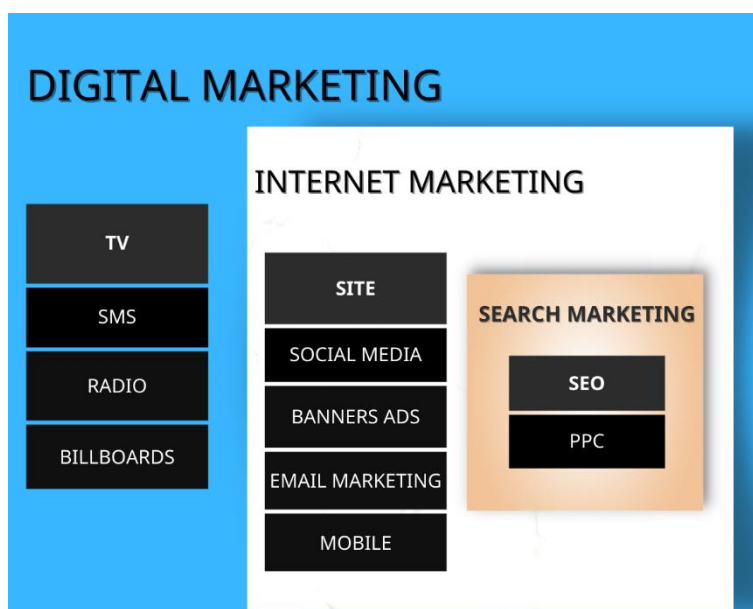 DIGITAL MARKETING
INTERNET MARKETING
TV
SMS
RADIO
BILLBOARDS
SITE
SOCIAL MEDIA
BANNERS ADS
EMAIL MARKETING
MOBILE
SEARCH MARKETING
SEO
PPC